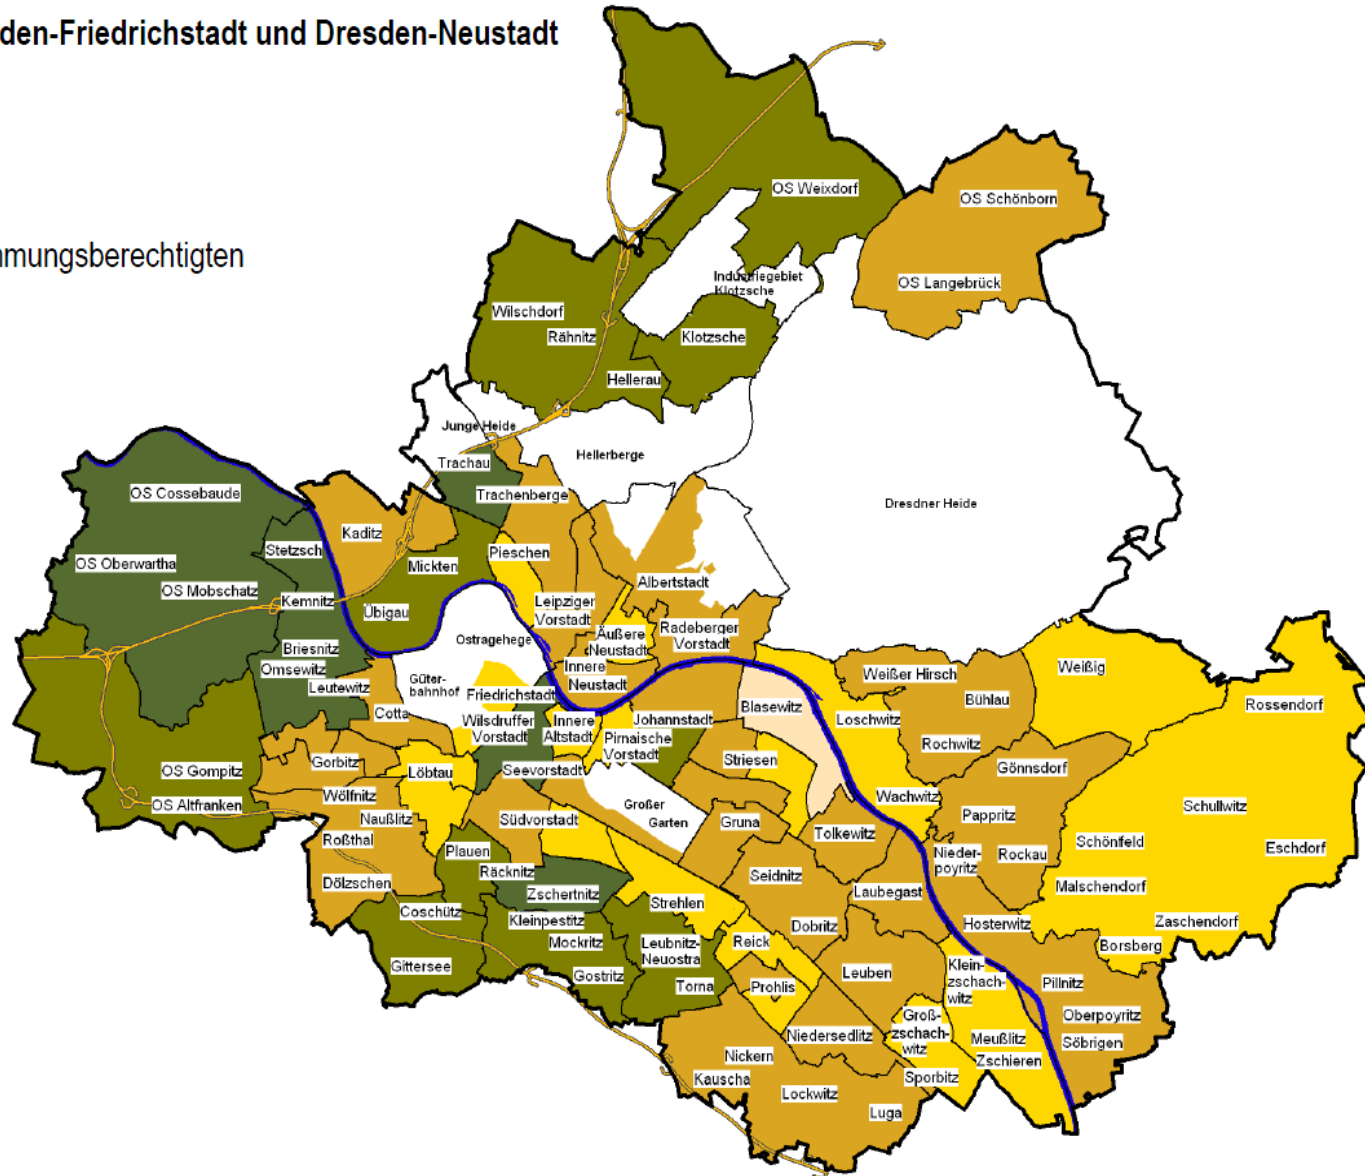 den-Friedrichstadt und Dresden-Neustadt
mungsberechtigten
OS Weixdorf
OS Schönborn
Industriegebiet
Klotzsche
OS Langebrück
Wilschdorf
Rähnitz
Klotzsche
Hellerau
Junge Heide
Hellerberge
Trachau
OS Cossebaude
Trachenberge
Dresdner Heide
Kaditz
Stetzsch
Pieschen
OS Oberwartha
Mickten
OS Mobschatz
Albertstadt
Kemnitz
Übigau
Leipziger
Vorstadt
Ostragehege
Äußere
Neustadt
Radeberger
Vorstadt
Briesnitz
Omsewitz
Leutewitz
Innere
Neustadt
Weißer Hirsch
Weißig
Güter-
bahnhof
Friedrichstadt
Bühlau
Cotta
Wilsdruffer
Vorstadt
Innere
Altstadt
Johannstadt
Blasewitz
Loschwitz
Rossendorf
Pirnaische
Vorstadt
Rochwitz
Gorbitz
Löbtau
Seevorstadt
Striesen
Gönnsdorf
OS Gompitz
Wölfnitz
Wachwitz
OS Altfranken
Großer
Garten
Schullwitz
Naußlitz
Südvorstadt
Gruna
Tolkewitz
Pappritz
Roßthal
Plauen
Nieder-
poyritz
Rockau
Schönfeld
Eschdorf
Räcknitz
Seidnitz
Dölzschen
Zschertnitz
Laubegast
Malschendorf
Coschütz
Strehlen
Kleinpestitz
Dobritz
Hosterwitz
Zaschendorf
Mockritz
Leubnitz-
Neuostra
Reick
Borsberg
Gittersee
Gostritz
Leuben
Klein-
zschach-
witz
Torna
Prohlis
Pillnitz
Groß-
zschach-
witz
Oberpoyritz
Niedersedlitz
Meußlitz
Söbrigen
Nickern
Zschieren
Kauscha
Sporbitz
Lockwitz
Luga